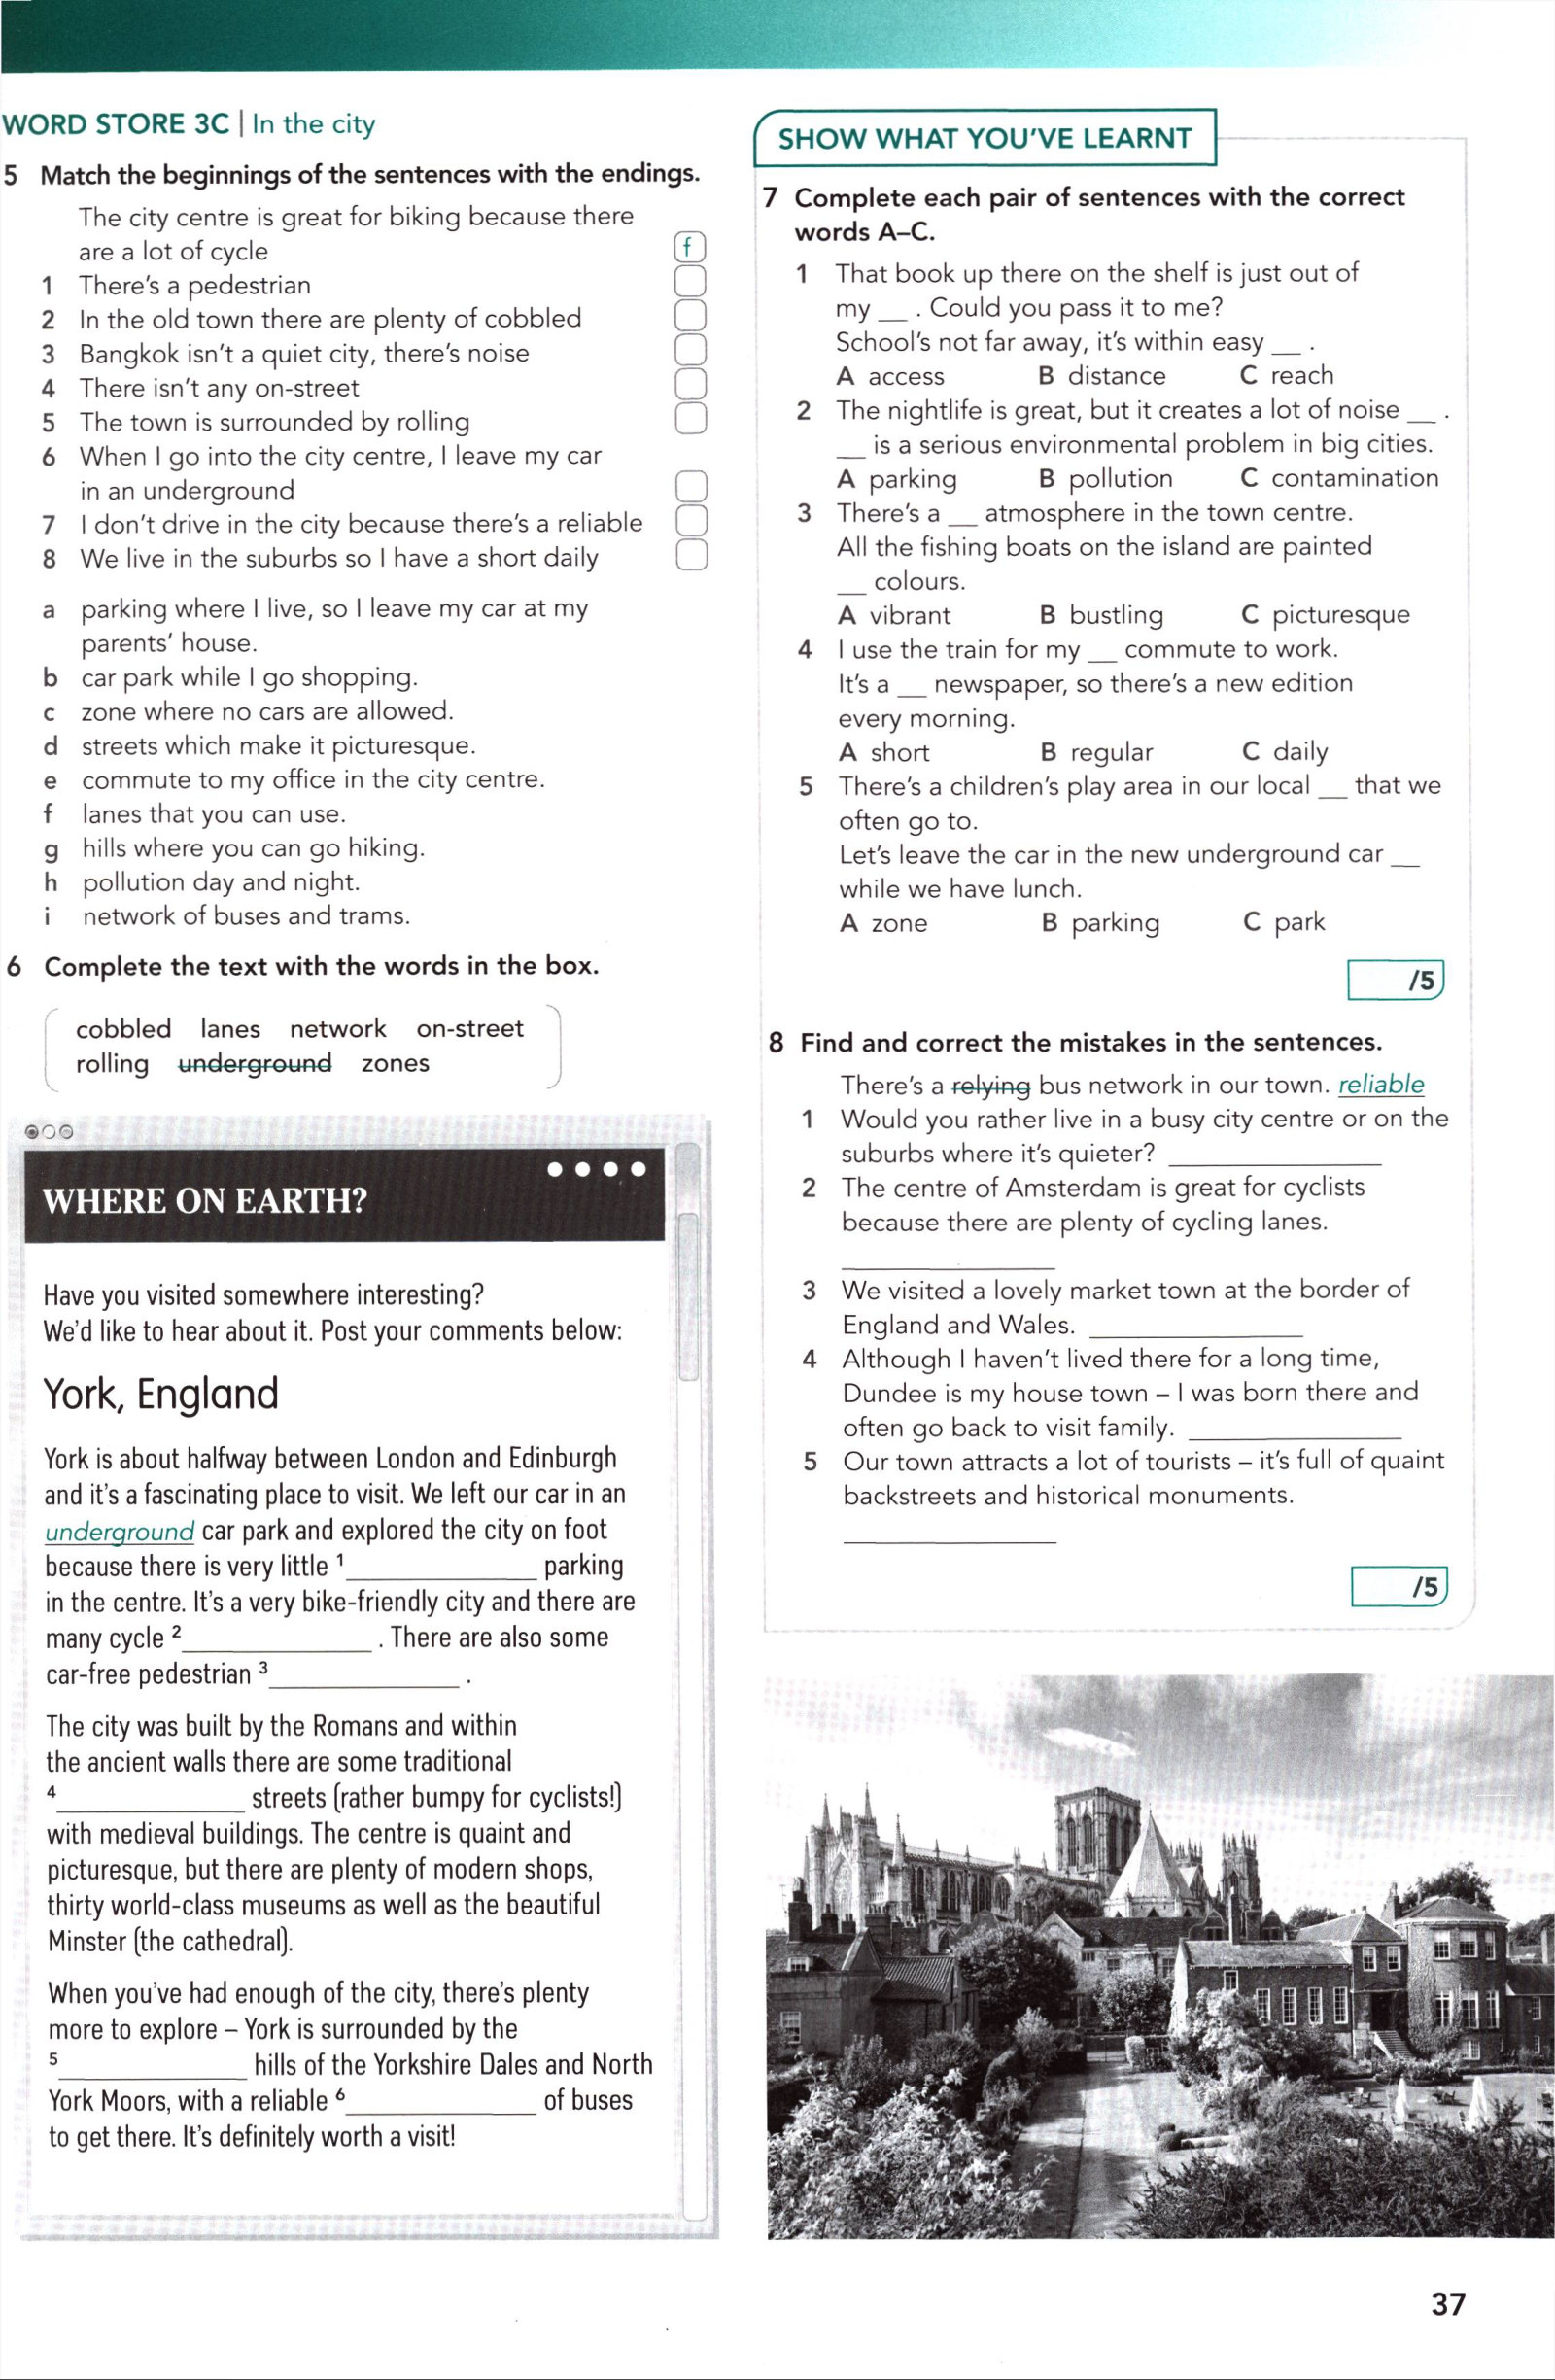 WORD STORE 3C | In the city
5 Match the beginnings of the sentences with the endings.
The city centre is great for biking because there
are a lot of cycle f
1 There's a pedestrian
2 In the old town there are plenty of cobbled
3 Bangkok isn't a quiet city, there's noise
4 There isn't any on-street
5 The town is surrounded by rolling
6 When I go into the city centre, I leave my car
in an underground
7 I don't drive in the city because there's a reliable
8 We live in the suburbs so I have a short daily
a parking where I live, so I leave my car at my
parents' house.
b car park while I go shopping.
c zone where no cars are allowed.
d streets which make it picturesque.
e commute to my office in the city centre.
f lanes that you can use.
g hills where you can go hiking.
h pollution day and night.
i network of buses and trams.
6 Complete the text with the words in the box.
cobbled lanes network on-street
rolling underground zones
WHERE ON EARTH?
Have you visited somewhere interesting?
We'd like to hear about it. Post your comments below:
York, England
York is about halfway between London and Edinburgh
and it's a fascinating place to visit. We left our car in an
underground car park and explored the city on foot
because there is very little 1 ______ parking
in the centre. It's a very bike-friendly city and there are
many cycle 2 ______ . There are also some
car-free pedestrian 3 ______ .
The city was built by the Romans and within
the ancient walls there are some traditional
4 ______ streets (rather bumpy for cyclists!)
with medieval buildings. The centre is quaint and
picturesque, but there are plenty of modern shops,
thirty world-class museums as well as the beautiful
Minster (the cathedral).
When you've had enough of the city, there's plenty
more to explore – York is surrounded by the
5 ______ hills of the Yorkshire Dales and North
York Moors, with a reliable 6 ______ of buses
to get there. It's definitely worth a visit!
SHOW WHAT YOU'VE LEARNT
7 Complete each pair of sentences with the correct
words A–C.
1 That book up there on the shelf is just out of
my __ . Could you pass it to me?
School's not far away, it's within easy __ .
A access B distance C reach
2 The nightlife is great, but it creates a lot of noise __ .
__ is a serious environmental problem in big cities.
A parking B pollution C contamination
3 There's a __ atmosphere in the town centre.
All the fishing boats on the island are painted
__ colours.
A vibrant B bustling C picturesque
4 I use the train for my __ commute to work.
It's a __ newspaper, so there's a new edition
every morning.
A short B regular C daily
5 There's a children's play area in our local __ that we
often go to.
Let's leave the car in the new underground car __
while we have lunch.
A zone B parking C park
/5
8 Find and correct the mistakes in the sentences.
There's a relying bus network in our town. reliable
1 Would you rather live in a busy city centre or on the
suburbs where it's quieter? ______
2 The centre of Amsterdam is great for cyclists
because there are plenty of cycling lanes.
______
3 We visited a lovely market town at the border of
England and Wales. ______
4 Although I haven't lived there for a long time,
Dundee is my house town – I was born there and
often go back to visit family. ______
5 Our town attracts a lot of tourists – it's full of quaint
backstreets and historical monuments.
______
/5
37